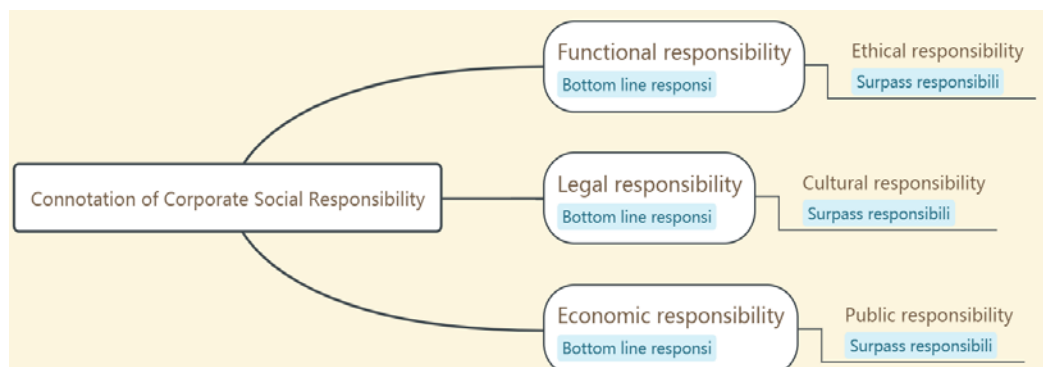 Connotation of Corporate Social Responsibility
Functional responsibility
Bottom line responsi
Ethical responsibility
Surpass responsibili
Legal responsibility
Bottom line responsi
Cultural responsibility
Surpass responsibili
Economic responsibility
Bottom line responsi
Public responsibility
Surpass responsibili